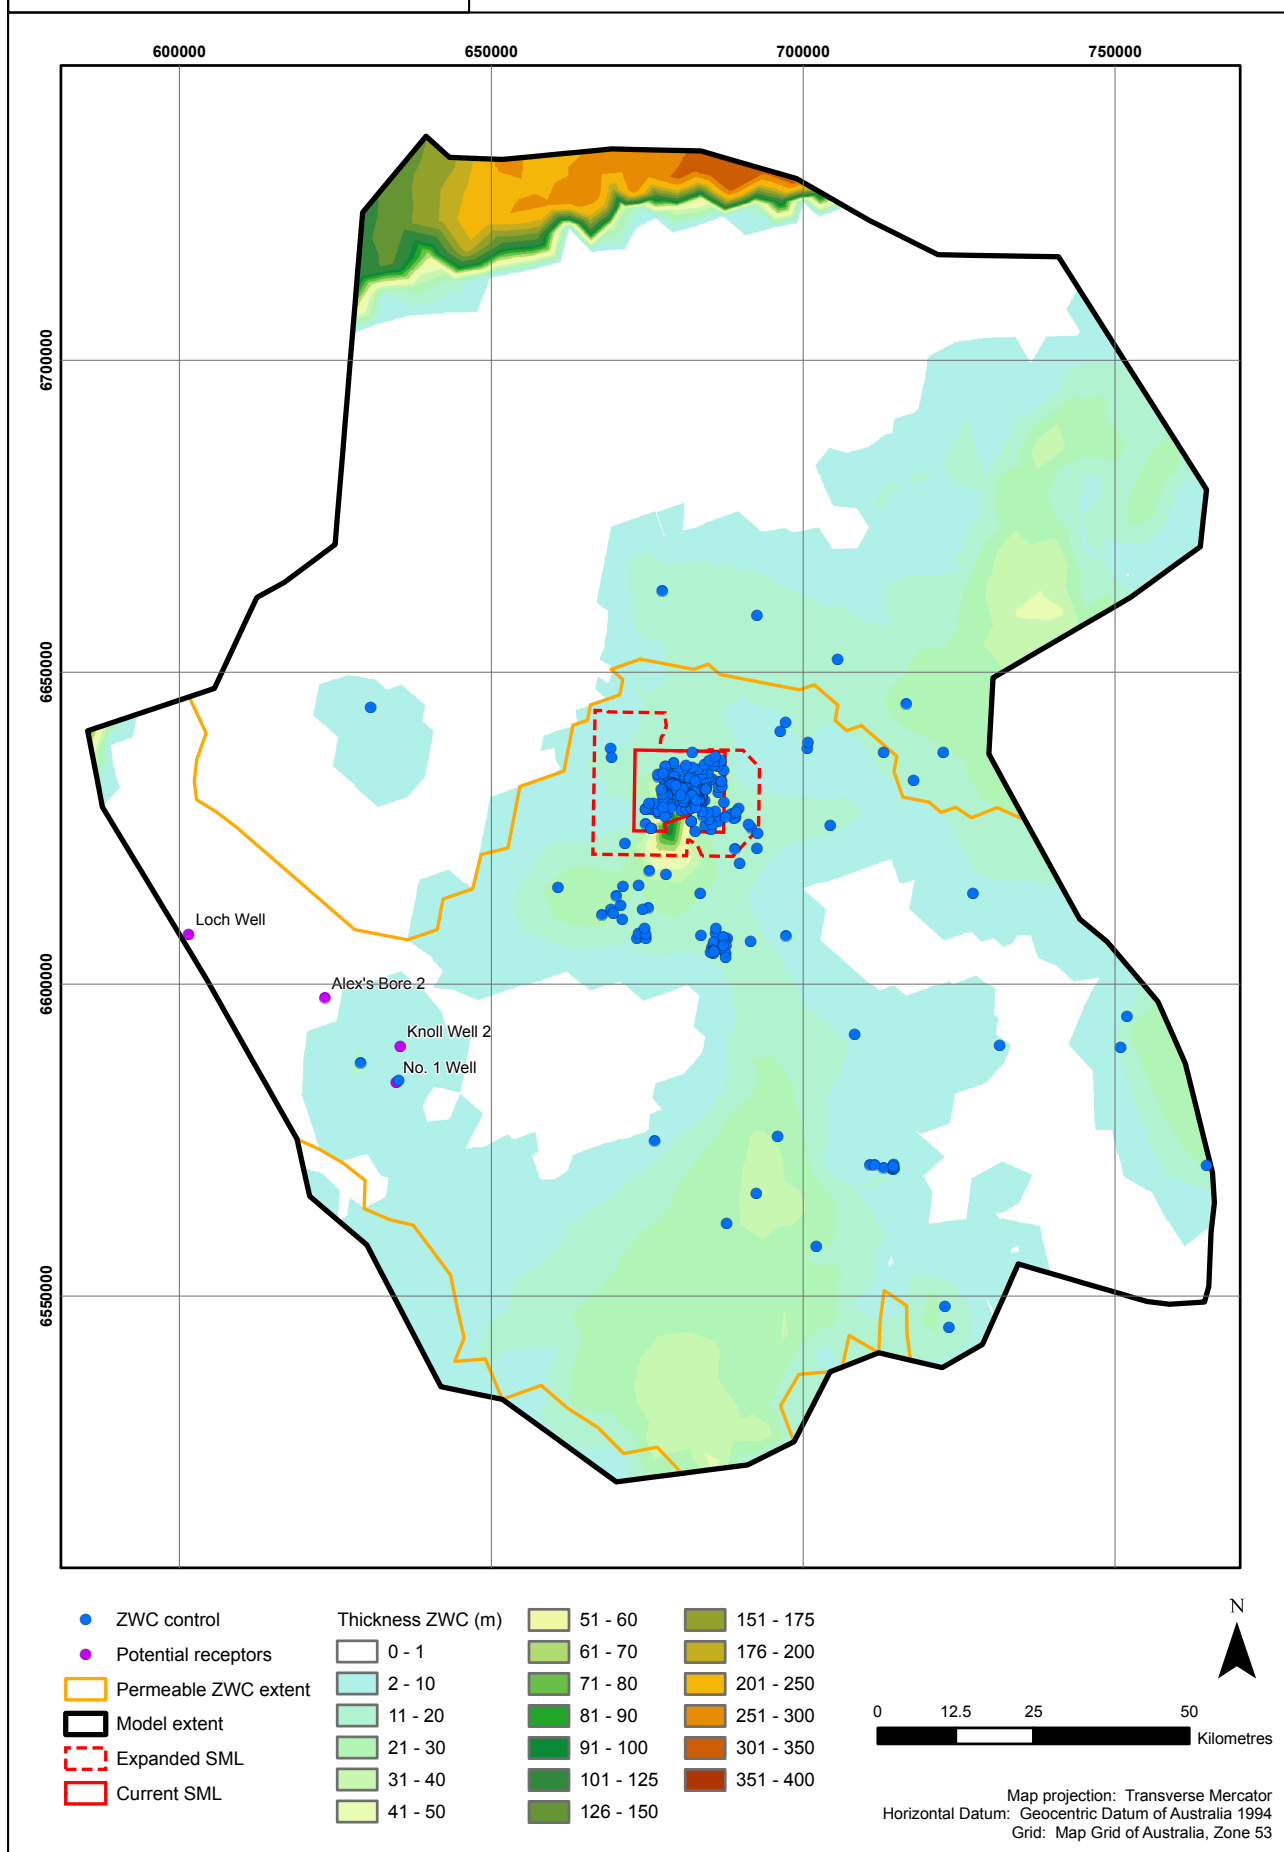 600000
650000
700000
750000
6700000
6650000
6600000
6550000
Loch Well
Alex's Bore 2
Knoll Well 2
No. 1 Well
ZWC control
Potential receptors
Permeable ZWC extent
Model extent
Expanded SML
Current SML
Thickness ZWC (m)
0 - 1
2 - 10
11 - 20
21 - 30
31 - 40
41 - 50
51 - 60
61 - 70
71 - 80
81 - 90
91 - 100
101 - 125
126 - 150
151 - 175
176 - 200
201 - 250
251 - 300
301 - 350
351 - 400
N
0 12.5 25 50
Kilometres
Map projection: Transverse Mercator
Horizontal Datum: Geocentric Datum of Australia 1994
Grid: Map Grid of Australia, Zone 53